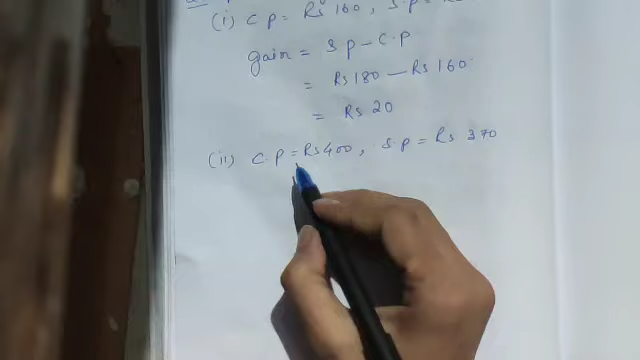 (i) C p = Rs 160, S.p =
gain = S p - C.p
= Rs 180 - Rs 160.
= Rs 20
(ii) C.p = Rs 400, S.p = Rs 370